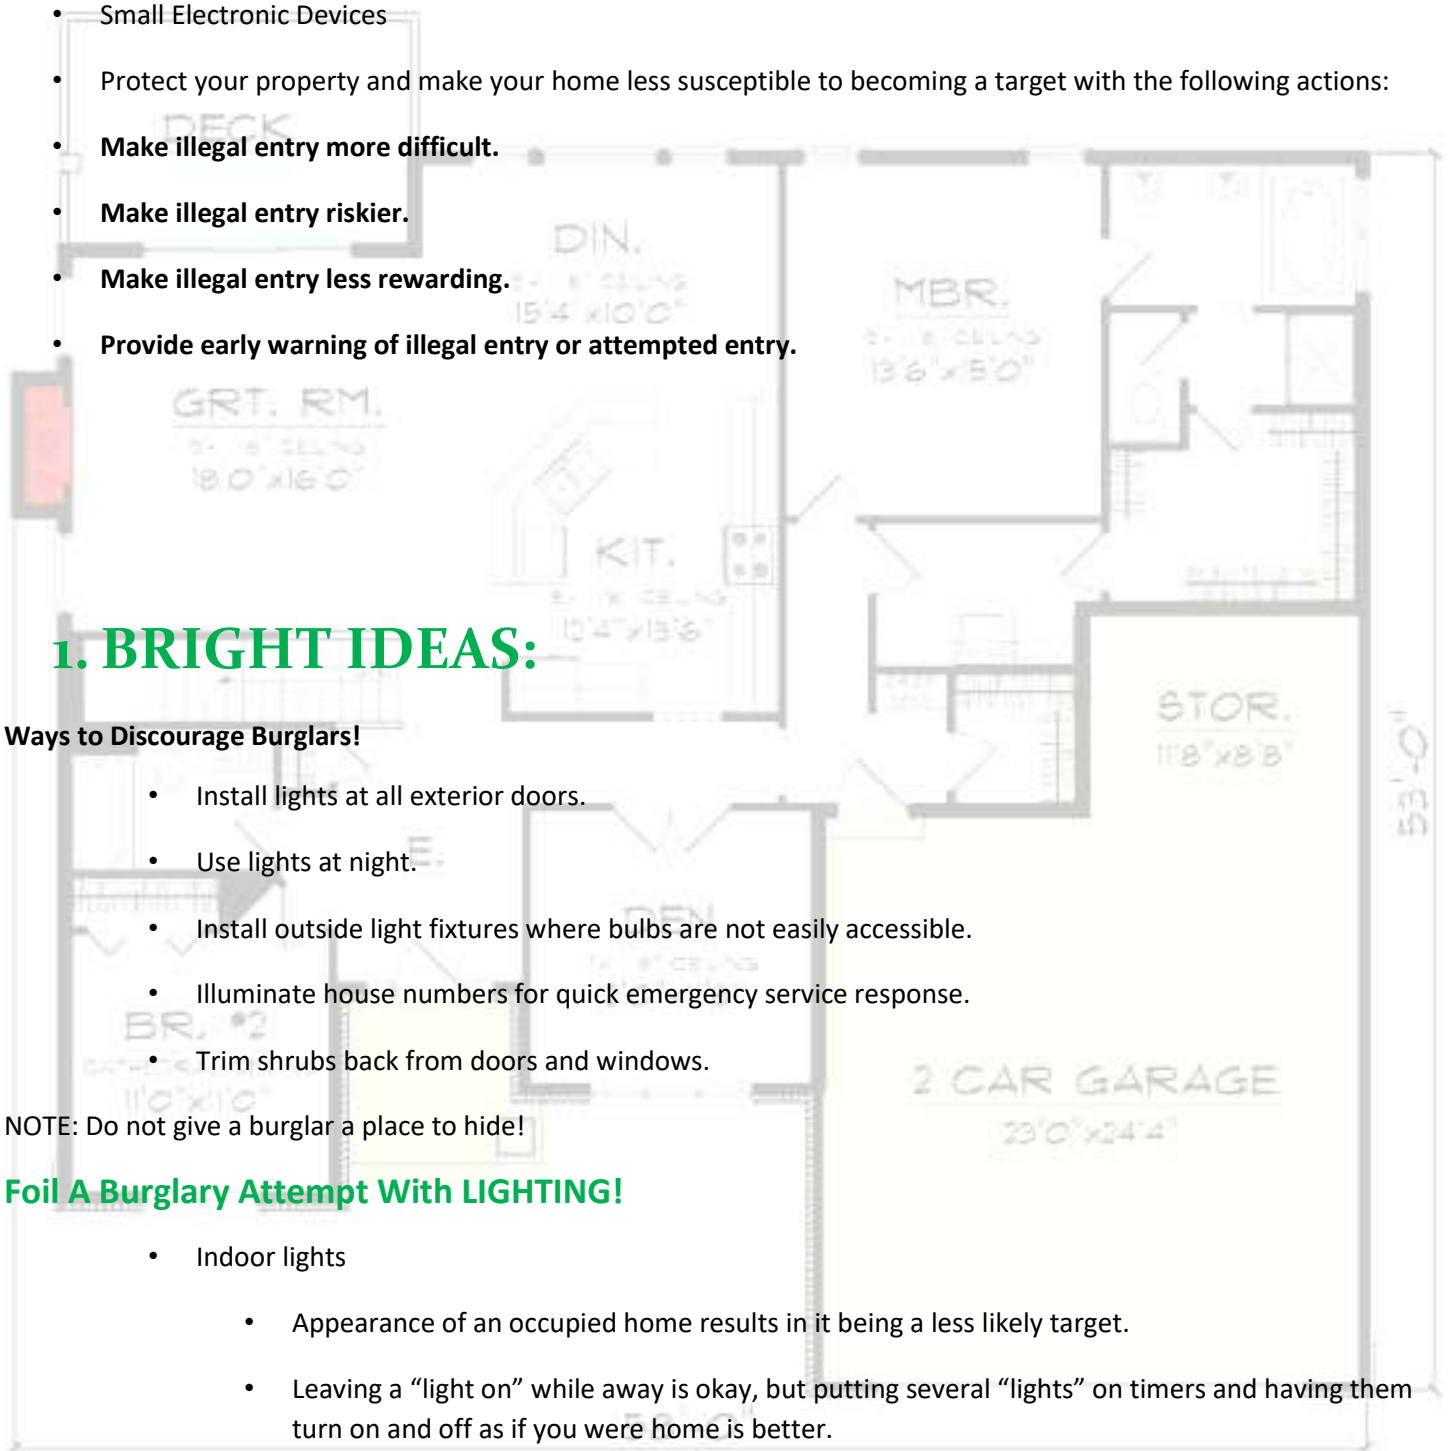 • Small Electronic Devices
• Protect your property and make your home less susceptible to becoming a target with the following actions:
DECK
• Make illegal entry more difficult.
• Make illegal entry riskier.
DIN.
• Make illegal entry less rewarding.
MBR.
15'4"x10'0"
• Provide early warning of illegal entry or attempted entry.
13'6"x15'0"
GRT. RM.
18'0"x16'0"
KIT.
12'4"x13'6"
1. BRIGHT IDEAS:
STOR.
11'8"x8'8"
53'-0"
Ways to Discourage Burglars!
• Install lights at all exterior doors.
• Use lights at night.
E.
DEN
• Install outside light fixtures where bulbs are not easily accessible.
• Illuminate house numbers for quick emergency service response.
BR. #2
• Trim shrubs back from doors and windows.
2 CAR GARAGE
11'0"x11'0"
NOTE: Do not give a burglar a place to hide!
23'0"x24'4"
Foil A Burglary Attempt With LIGHTING!
• Indoor lights
• Appearance of an occupied home results in it being a less likely target.
• Leaving a “light on” while away is okay, but putting several “lights” on timers and having them
turn on and off as if you were home is better.
58'-0"